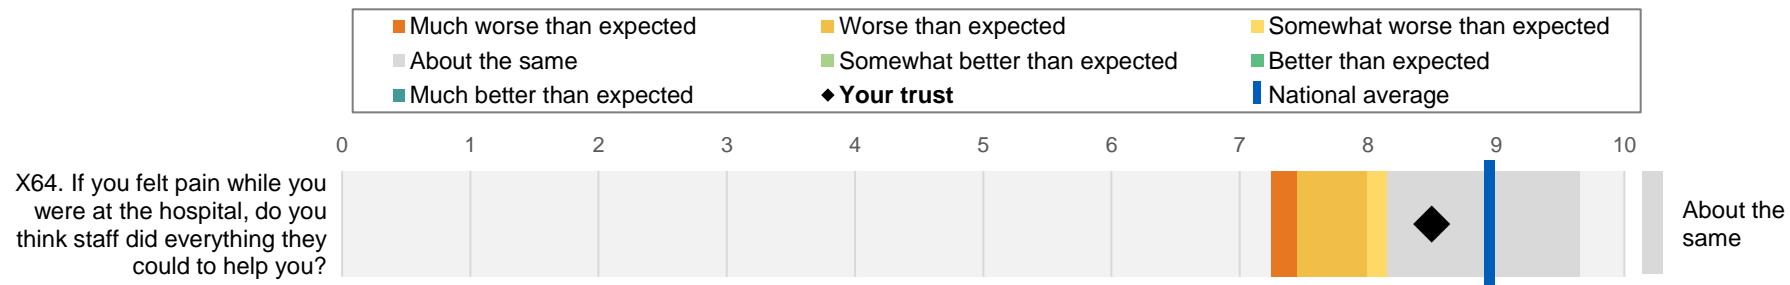 Much worse than expected Worse than expected Somewhat worse than expected
About the same Somewhat better than expected Better than expected
Much better than expected Your trust National average
0 1 2 3 4 5 6 7 8 9 10
X64. If you felt pain while you
were at the hospital, do you
think staff did everything they
could to help you?
About the
same